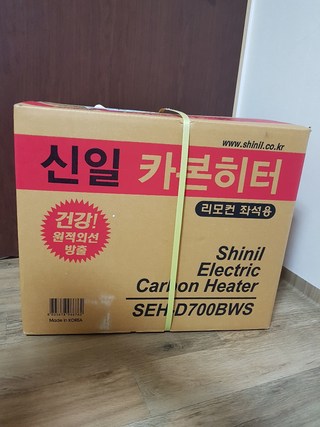 www.shinil.co.kr
신일 카본히터
리모컨 좌석용
건강!
원적외선
방출
Shinil
Electric
Carbon Heater
SEH-D700BWS
Made in KOREA